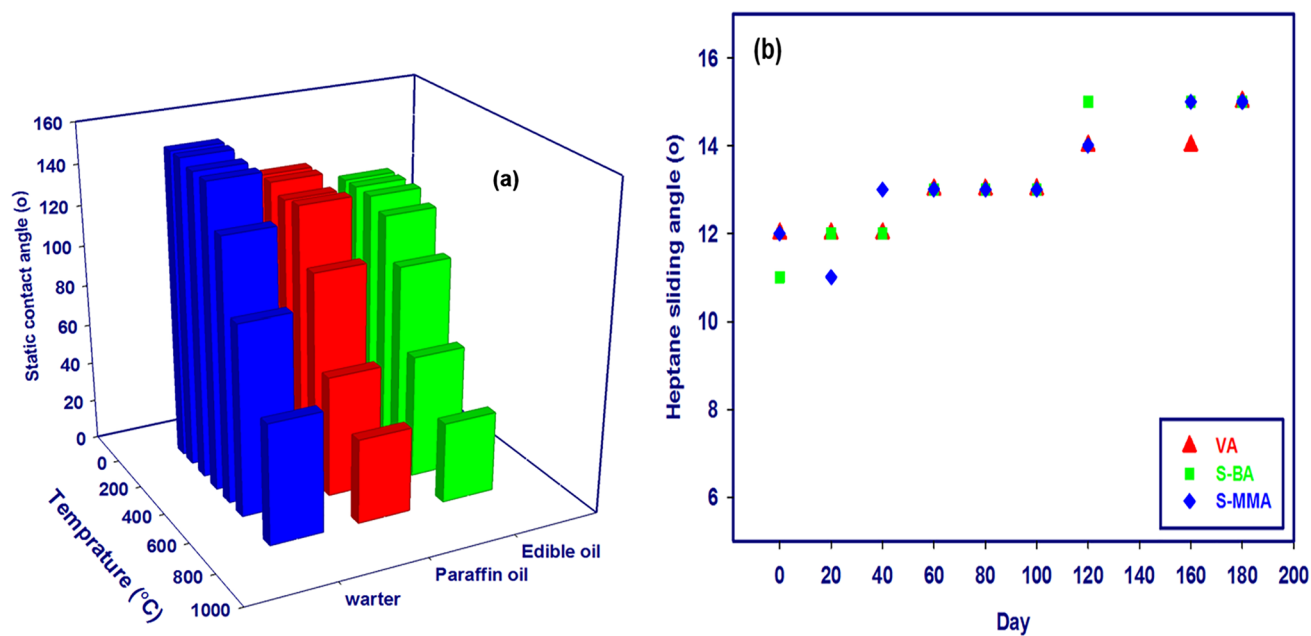 (a)
Static contact angle (o)
160
140
120
100
80
60
40
20
0
0
200
400
600
800
1000
Temprature (°C)
warter
Paraffin oil
Edible oil
(b)
Heptane sliding angle (o)
16
14
12
10
8
6
0 20 40 60 80 100 120 140 160 180 200
Day
VA
S-BA
S-MMA